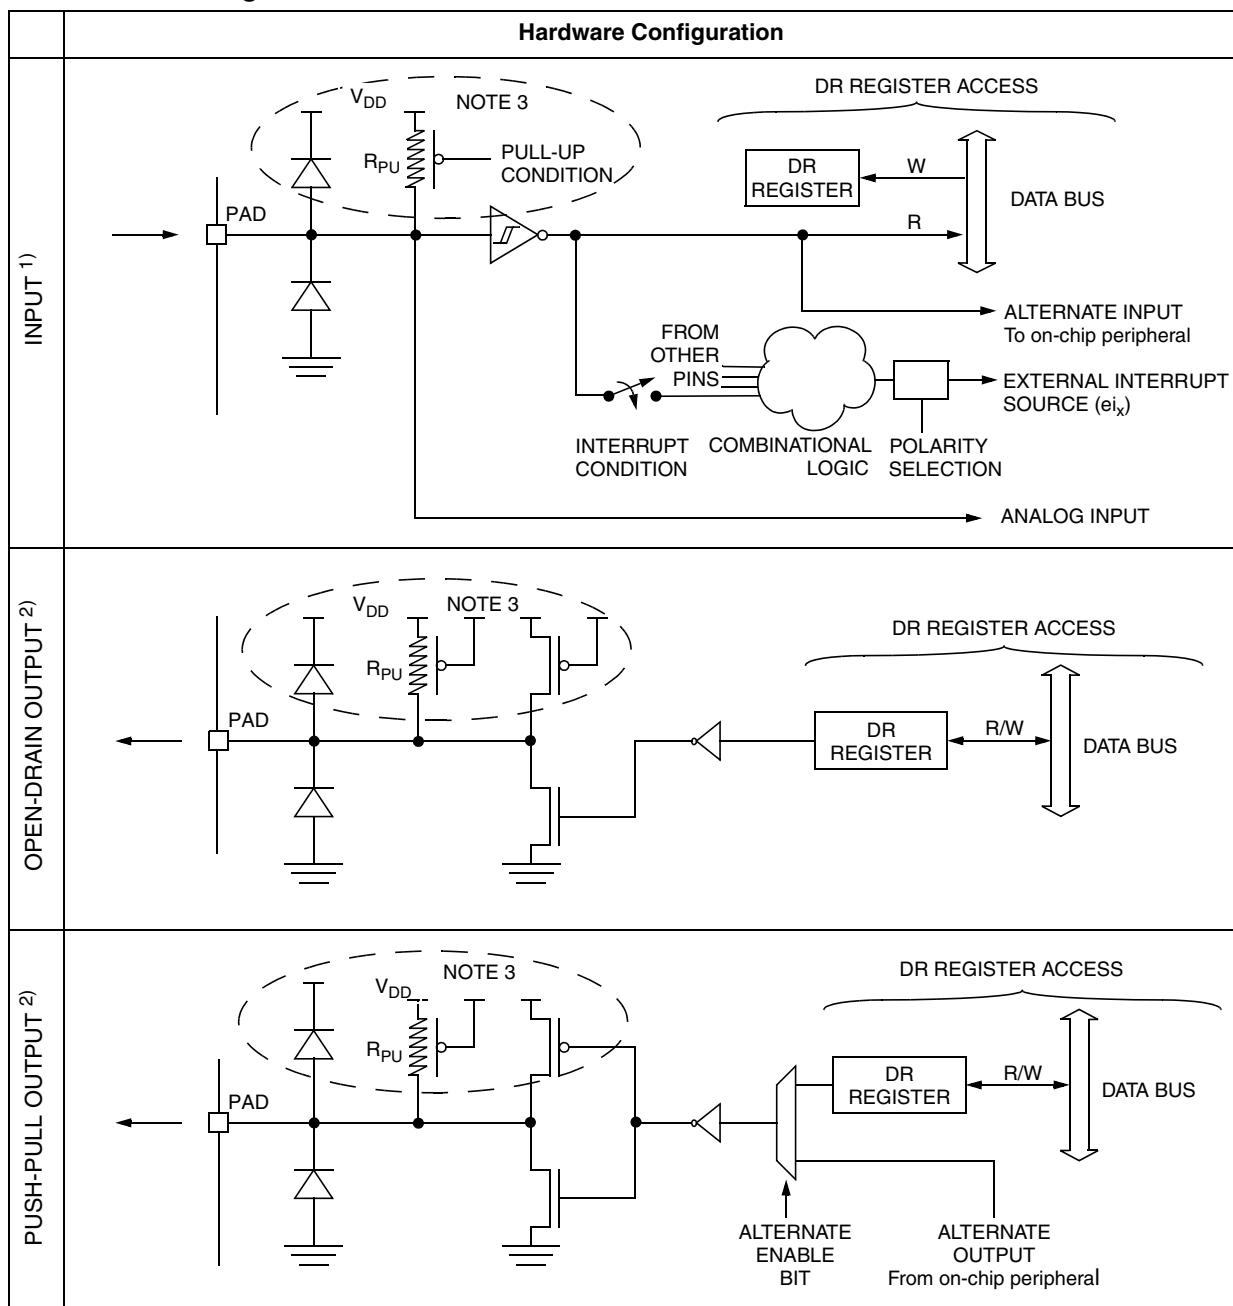 Hardware Configuration
INPUT 1)
VDD
NOTE 3
RPU
PULL-UP
CONDITION
PAD
DR REGISTER ACCESS
DR
REGISTER
W
R
DATA BUS
ALTERNATE INPUT
To on-chip peripheral
FROM
OTHER
PINS
EXTERNAL INTERRUPT
SOURCE (eix)
INTERRUPT
CONDITION
COMBINATIONAL
LOGIC
POLARITY
SELECTION
ANALOG INPUT
OPEN-DRAIN OUTPUT 2)
VDD
NOTE 3
RPU
PAD
DR REGISTER ACCESS
DR
REGISTER
R/W
DATA BUS
PUSH-PULL OUTPUT 2)
NOTE 3
VDD
RPU
PAD
DR REGISTER ACCESS
DR
REGISTER
R/W
DATA BUS
ALTERNATE
ENABLE
BIT
ALTERNATE
OUTPUT
From on-chip peripheral